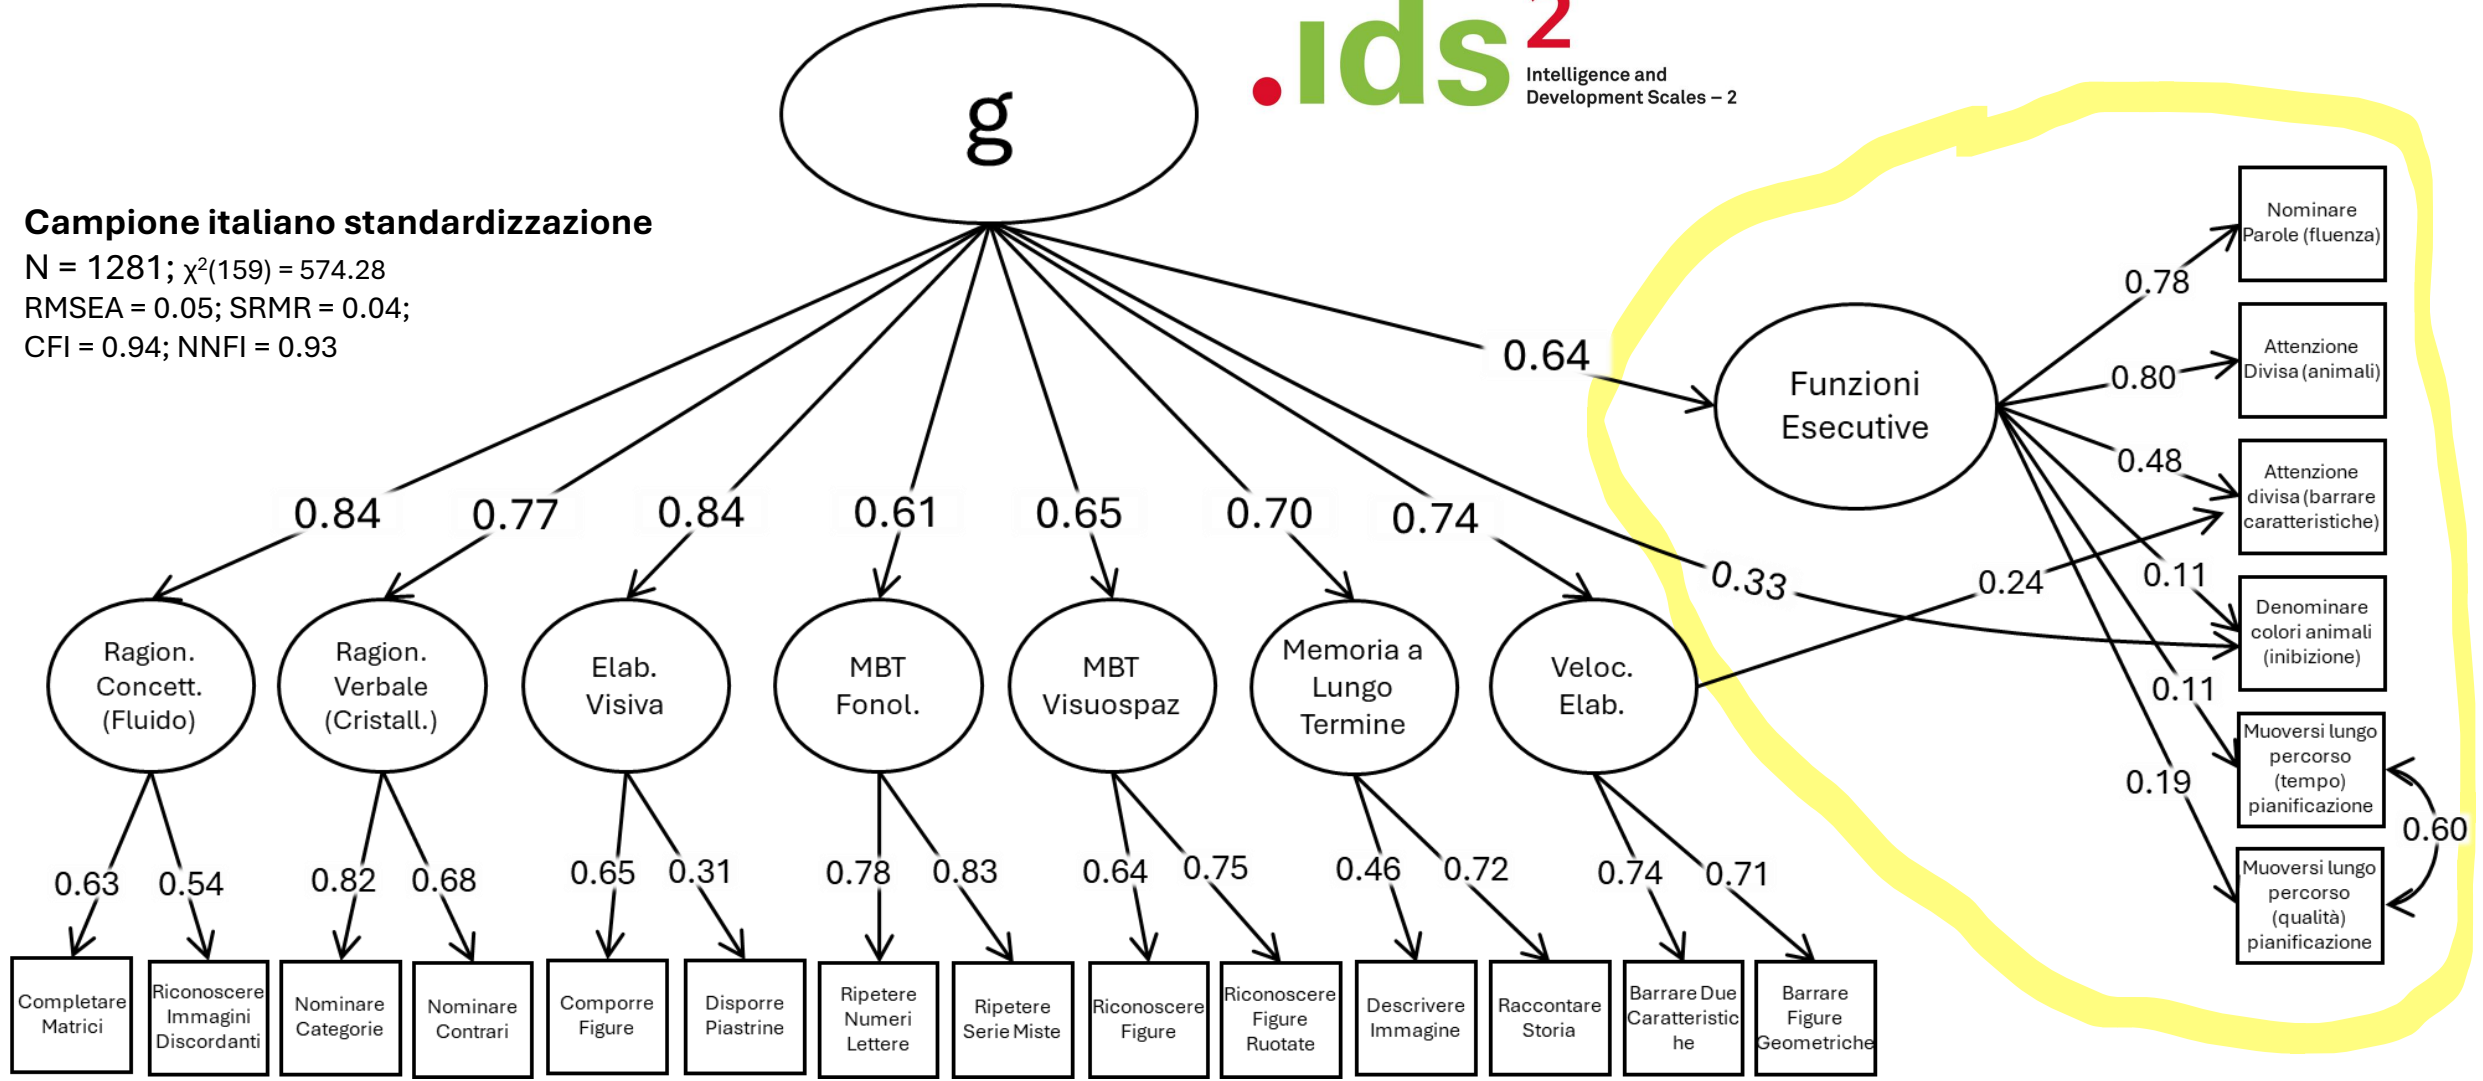 g
.ids 2
Intelligence and
Development Scales – 2
Campione italiano standardizzazione
N = 1281; χ²(159) = 574.28
RMSEA = 0.05; SRMR = 0.04;
CFI = 0.94; NNFI = 0.93
0.84
0.77
0.84
0.61
0.65
0.70
0.74
0.33
0.64
Ragion.
Concett.
(Fluido)
Ragion.
Verbale
(Cristall.)
Elab.
Visiva
MBT
Fonol.
MBT
Visuospaz
Memoria a
Lungo
Termine
Veloc.
Elab.
Funzioni
Esecutive
0.78
0.80
0.48
0.24
0.11
0.11
0.19
0.60
Nominare
Parole (fluenza)
Attenzione
Divisa (animali)
Attenzione
divisa (barrare
caratteristiche)
Denominare
colori animali
(inibizione)
Muoversi lungo
percorso
(tempo)
pianificazione
Muoversi lungo
percorso
(qualità)
pianificazione
0.63
0.54
0.82
0.68
0.65
0.31
0.78
0.83
0.64
0.75
0.46
0.72
0.74
0.71
Completare
Matrici
Riconoscere
Immagini
Discordanti
Nominare
Categorie
Nominare
Contrari
Comporre
Figure
Disporre
Piastrine
Ripetere
Numeri
Lettere
Ripetere
Serie Miste
Riconoscere
Figure
Riconoscere
Figure
Ruotate
Descrivere
Immagine
Raccontare
Storia
Barrare Due
Caratteristic
he
Barrare
Figure
Geometriche